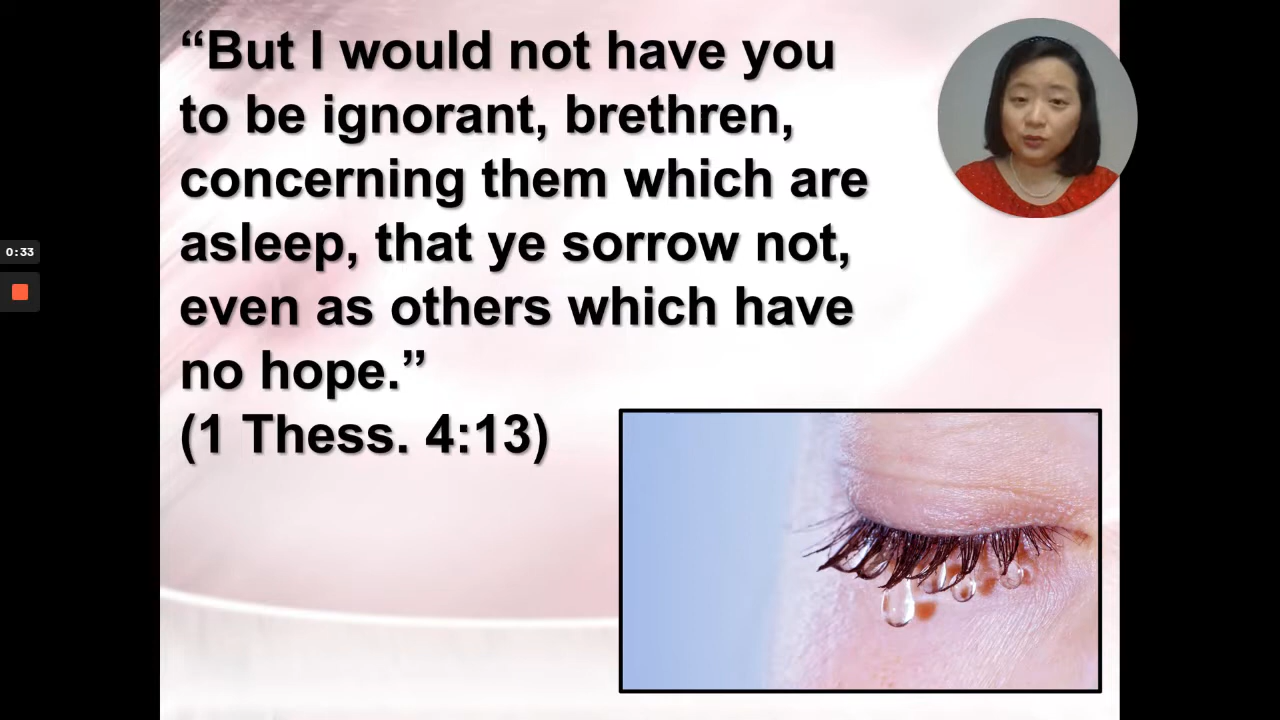 “But I would not have you
to be ignorant, brethren,
concerning them which are
asleep, that ye sorrow not,
even as others which have
no hope.”
(1 Thess. 4:13)
0:33